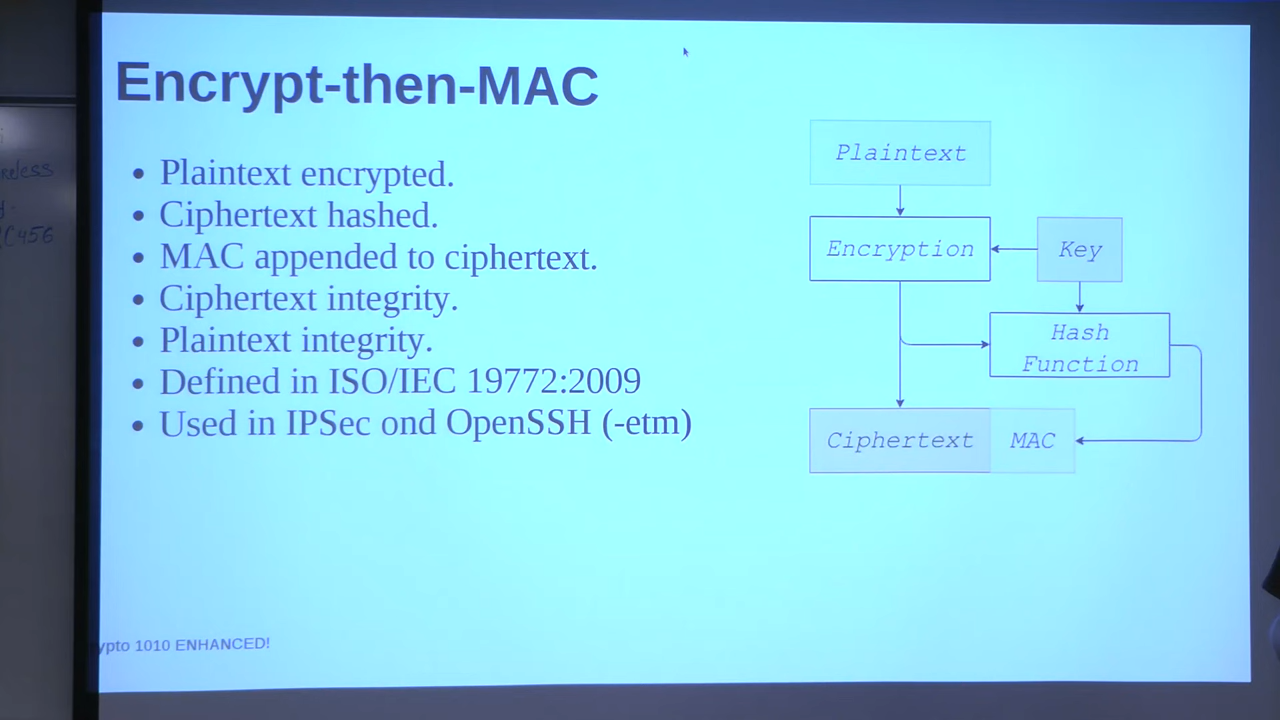 Encrypt-then-MAC
• Plaintext encrypted.
• Ciphertext hashed.
• MAC appended to ciphertext.
• Ciphertext integrity.
• Plaintext integrity.
• Defined in ISO/IEC 19772:2009
• Used in IPSec ond OpenSSH (-etm)
Plaintext
Encryption
Key
Hash
Function
Ciphertext
MAC
ypto 1010 ENHANCED!
eless
C456